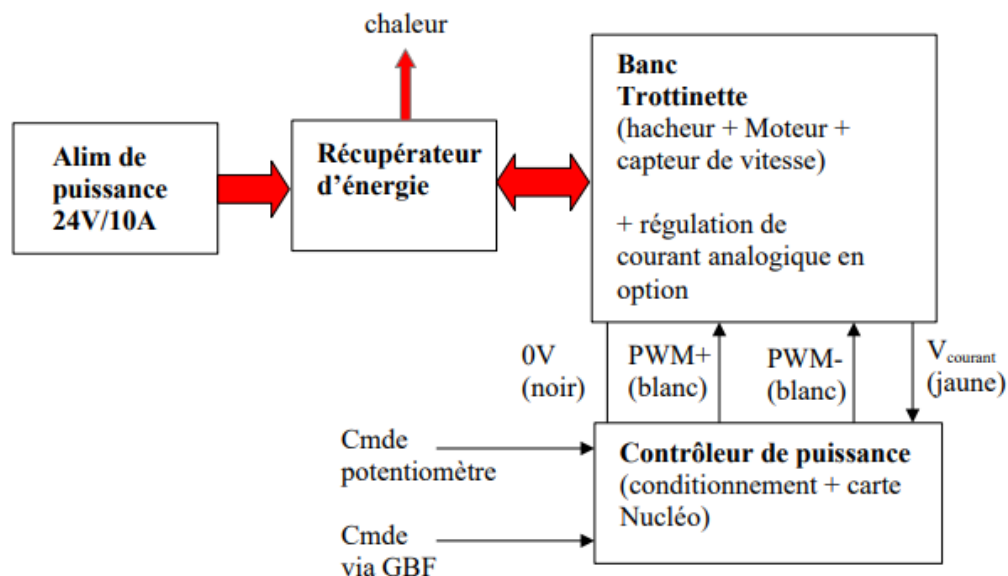 chaleur
Alim de
puissance
24V/10A
Récupérateur
d'énergie
Banc
Trottinette
(hacheur + Moteur +
capteur de vitesse)
+ régulation de
courant analogique en
option
0V
(noir)
PWM+
(blanc)
PWM-
(blanc)
Vcourant
(jaune)
Cmde
potentiomètre
Cmde
via GBF
Contrôleur de puissance
(conditionnement + carte
Nucléo)